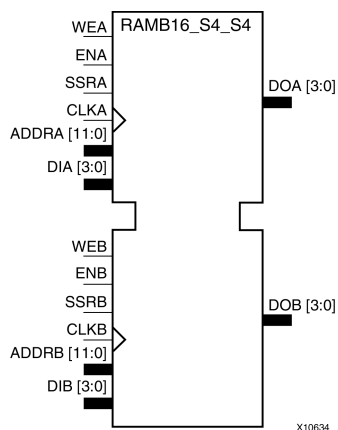 RAMB16_S4_S4
WEA
ENA
SSRA
CLKA
ADDRA [11:0]
DIA [3:0]
DOA [3:0]
WEB
ENB
SSRB
CLKB
ADDRB [11:0]
DIB [3:0]
DOB [3:0]
X10634